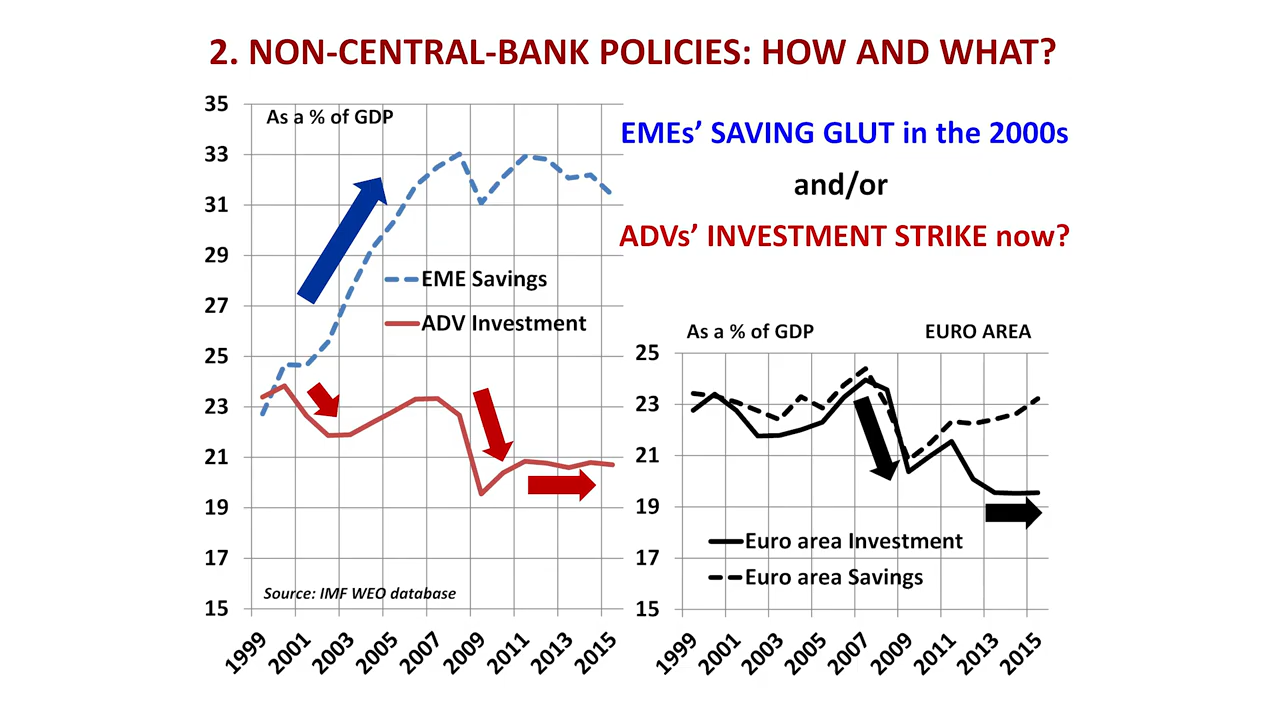 2. NON-CENTRAL-BANK POLICIES: HOW AND WHAT?
As a % of GDP
35
33
31
29
27
25
23
21
19
17
15
EME Savings
ADV Investment
Source: IMF WEO database
1999
2001
2003
2005
2007
2009
2011
2013
2015
EMEs’ SAVING GLUT in the 2000s
and/or
ADVs’ INVESTMENT STRIKE now?
As a % of GDP
EURO AREA
25
23
21
19
17
15
Euro area Investment
Euro area Savings
1999
2001
2003
2005
2007
2009
2011
2013
2015